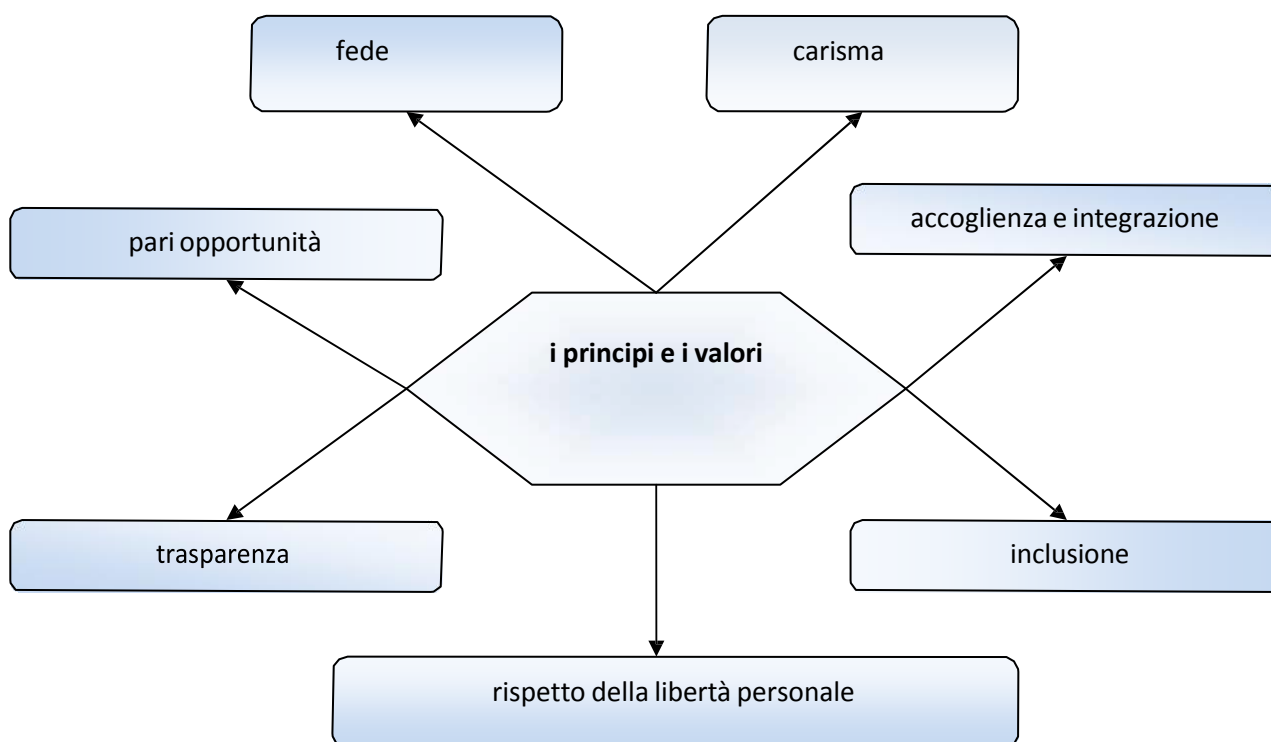 fede
carisma
pari opportunità
accoglienza e integrazione
i principi e i valori
trasparenza
inclusione
rispetto della libertà personale